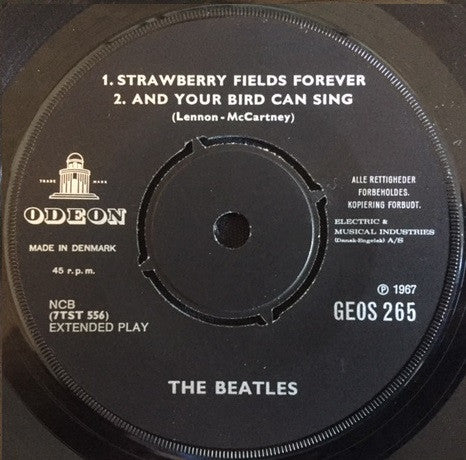 1. STRAWBERRY FIELDS FOREVER
2. AND YOUR BIRD CAN SING
(Lennon - McCartney)
TRADE MARK
ODEON
MADE IN DENMARK
45 r.p.m.
NCB
(7TST 556)
EXTENDED PLAY
ALLE RETTIGHEDER
FORBEHOLDES.
KOPIERING FORBUDT.
ELECTRIC &
MUSICAL INDUSTRIES
(Dansk-Engelsk) A/S
Ⓟ 1967
GEOS 265
THE BEATLES